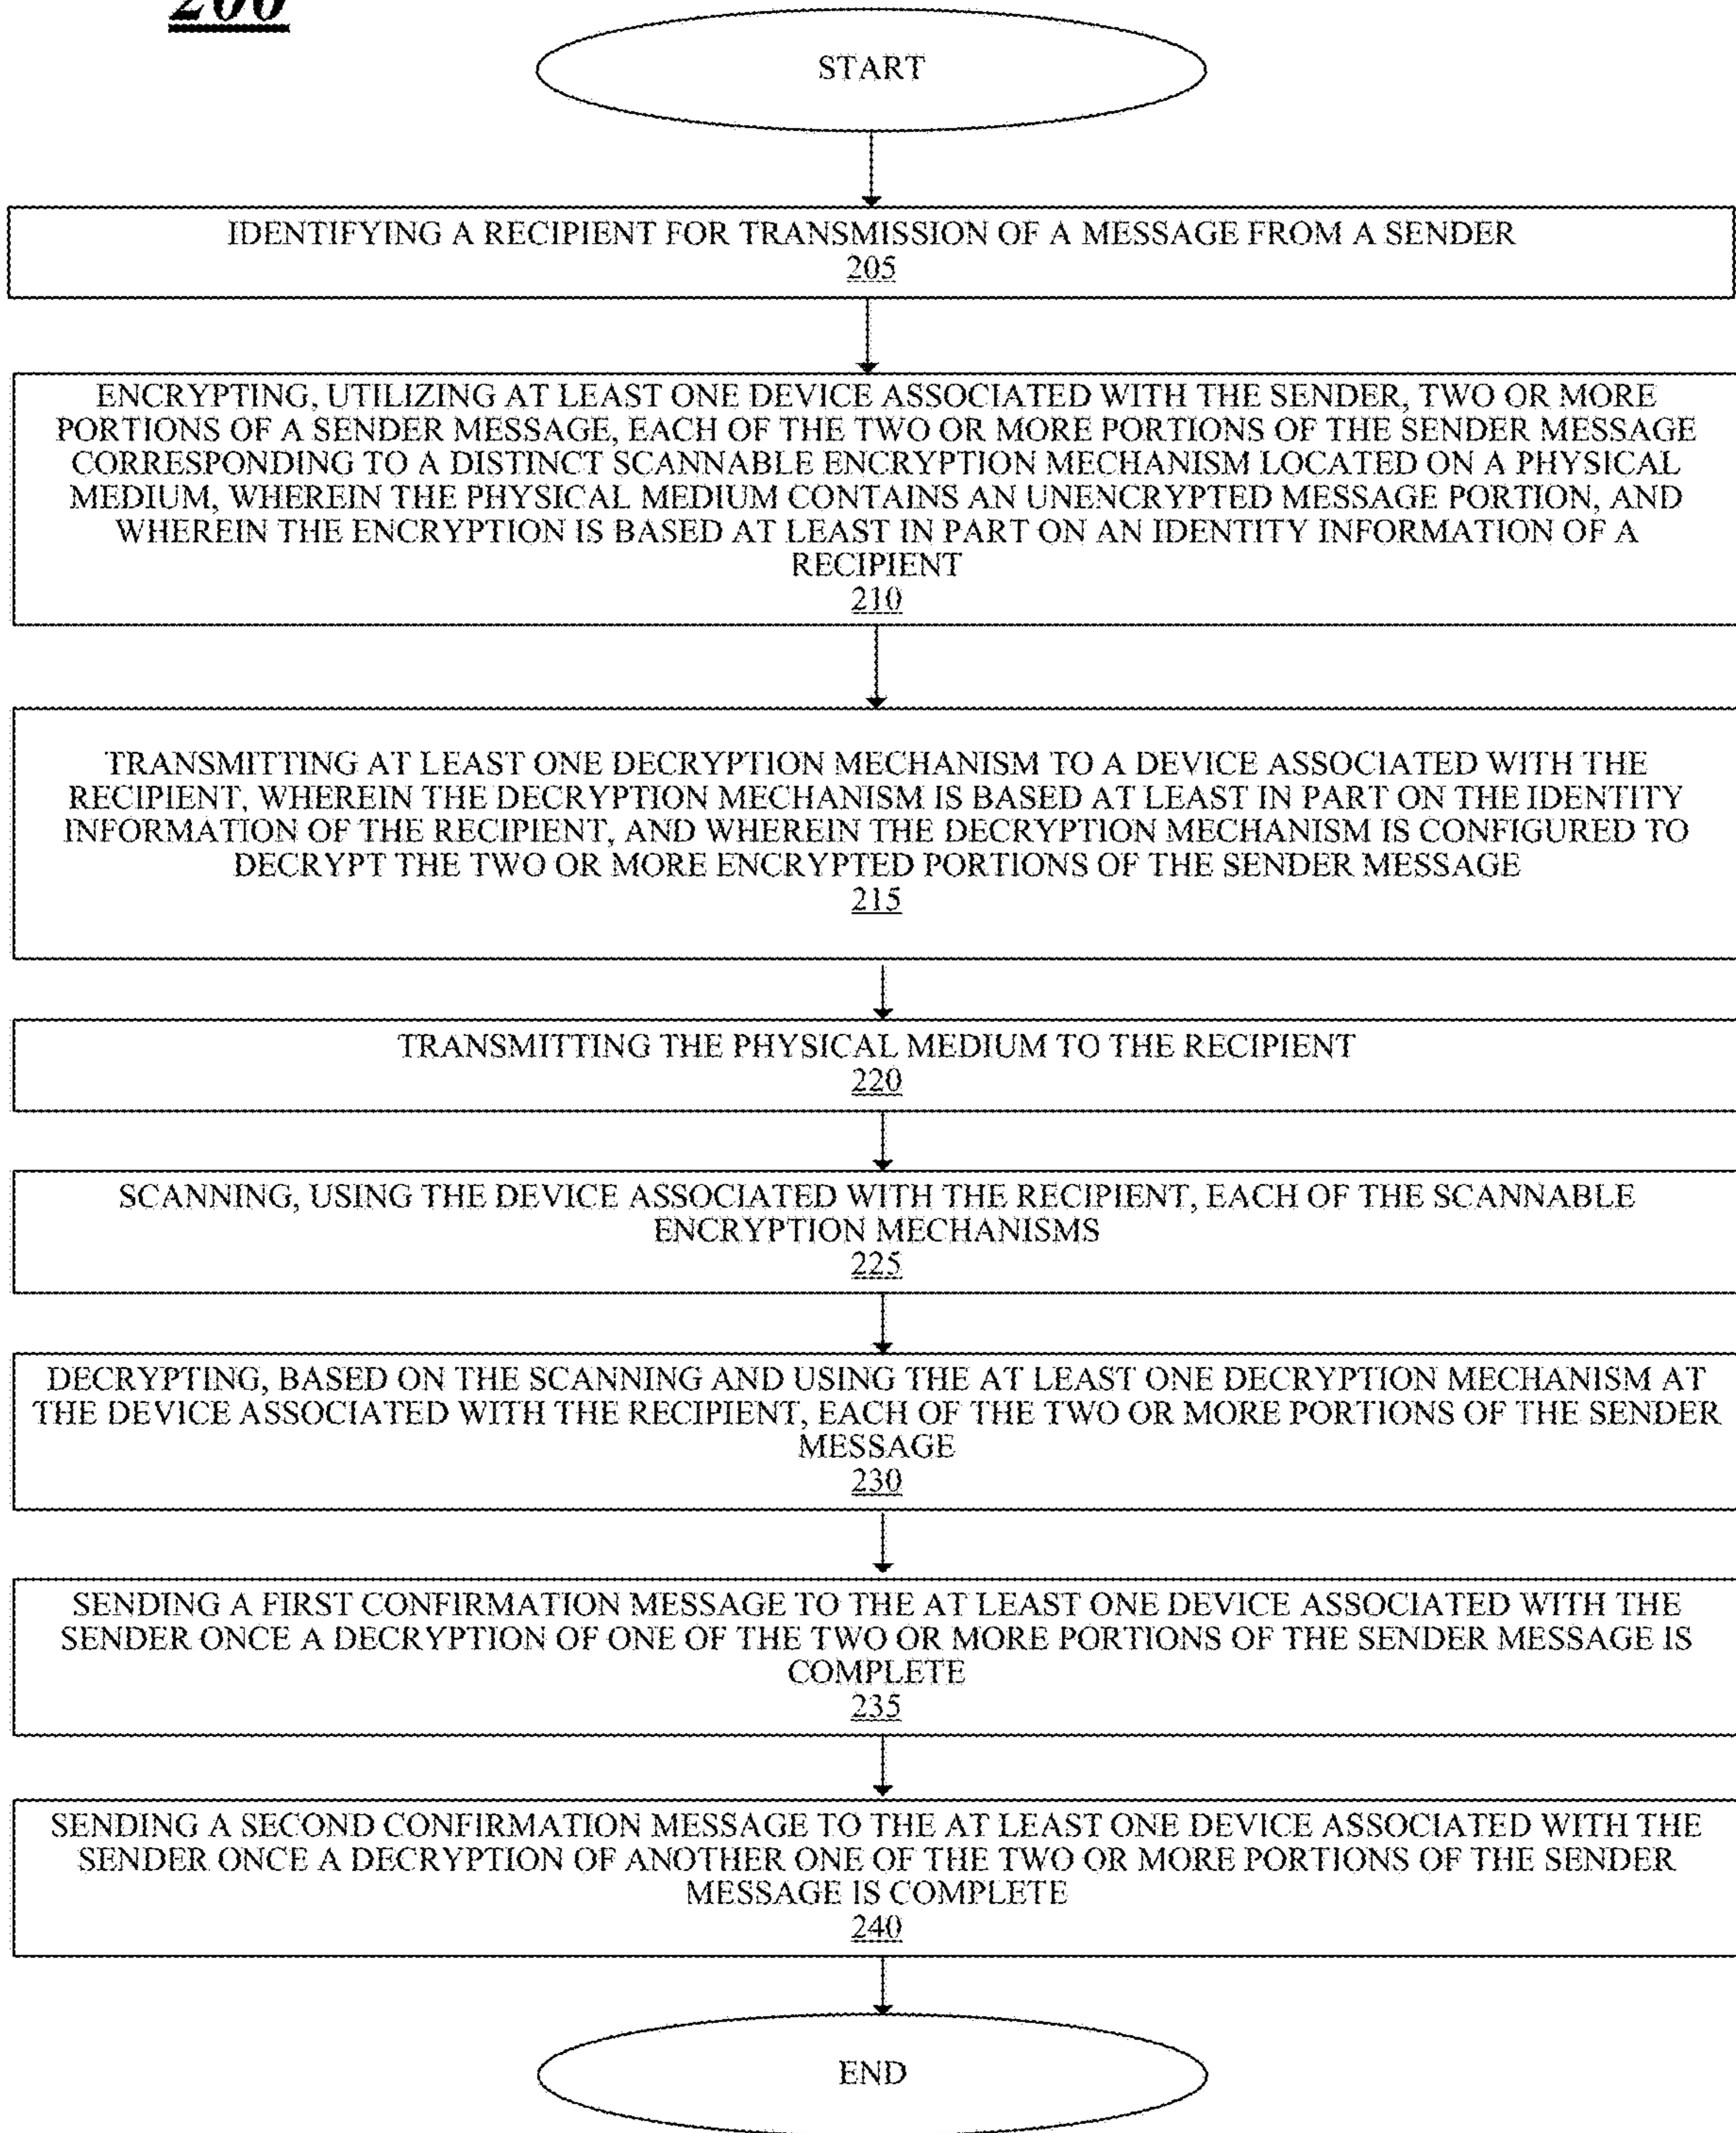 200
START
IDENTIFYING A RECIPIENT FOR TRANSMISSION OF A MESSAGE FROM A SENDER
205
ENCRYPTING, UTILIZING AT LEAST ONE DEVICE ASSOCIATED WITH THE SENDER, TWO OR MORE
PORTIONS OF A SENDER MESSAGE, EACH OF THE TWO OR MORE PORTIONS OF THE SENDER MESSAGE
CORRESPONDING TO A DISTINCT SCANNABLE ENCRYPTION MECHANISM LOCATED ON A PHYSICAL
MEDIUM, WHEREIN THE PHYSICAL MEDIUM CONTAINS AN UNENCRYPTED MESSAGE PORTION, AND
WHEREIN THE ENCRYPTION IS BASED AT LEAST IN PART ON AN IDENTITY INFORMATION OF A
RECIPIENT
210
TRANSMITTING AT LEAST ONE DECRYPTION MECHANISM TO A DEVICE ASSOCIATED WITH THE
RECIPIENT, WHEREIN THE DECRYPTION MECHANISM IS BASED AT LEAST IN PART ON THE IDENTITY
INFORMATION OF THE RECIPIENT, AND WHEREIN THE DECRYPTION MECHANISM IS CONFIGURED TO
DECRYPT THE TWO OR MORE ENCRYPTED PORTIONS OF THE SENDER MESSAGE
215
TRANSMITTING THE PHYSICAL MEDIUM TO THE RECIPIENT
220
SCANNING, USING THE DEVICE ASSOCIATED WITH THE RECIPIENT, EACH OF THE SCANNABLE
ENCRYPTION MECHANISMS
225
DECRYPTING, BASED ON THE SCANNING AND USING THE AT LEAST ONE DECRYPTION MECHANISM AT
THE DEVICE ASSOCIATED WITH THE RECIPIENT, EACH OF THE TWO OR MORE PORTIONS OF THE SENDER
MESSAGE
230
SENDING A FIRST CONFIRMATION MESSAGE TO THE AT LEAST ONE DEVICE ASSOCIATED WITH THE
SENDER ONCE A DECRYPTION OF ONE OF THE TWO OR MORE PORTIONS OF THE SENDER MESSAGE IS
COMPLETE
235
SENDING A SECOND CONFIRMATION MESSAGE TO THE AT LEAST ONE DEVICE ASSOCIATED WITH THE
SENDER ONCE A DECRYPTION OF ANOTHER ONE OF THE TWO OR MORE PORTIONS OF THE SENDER
MESSAGE IS COMPLETE
240
END